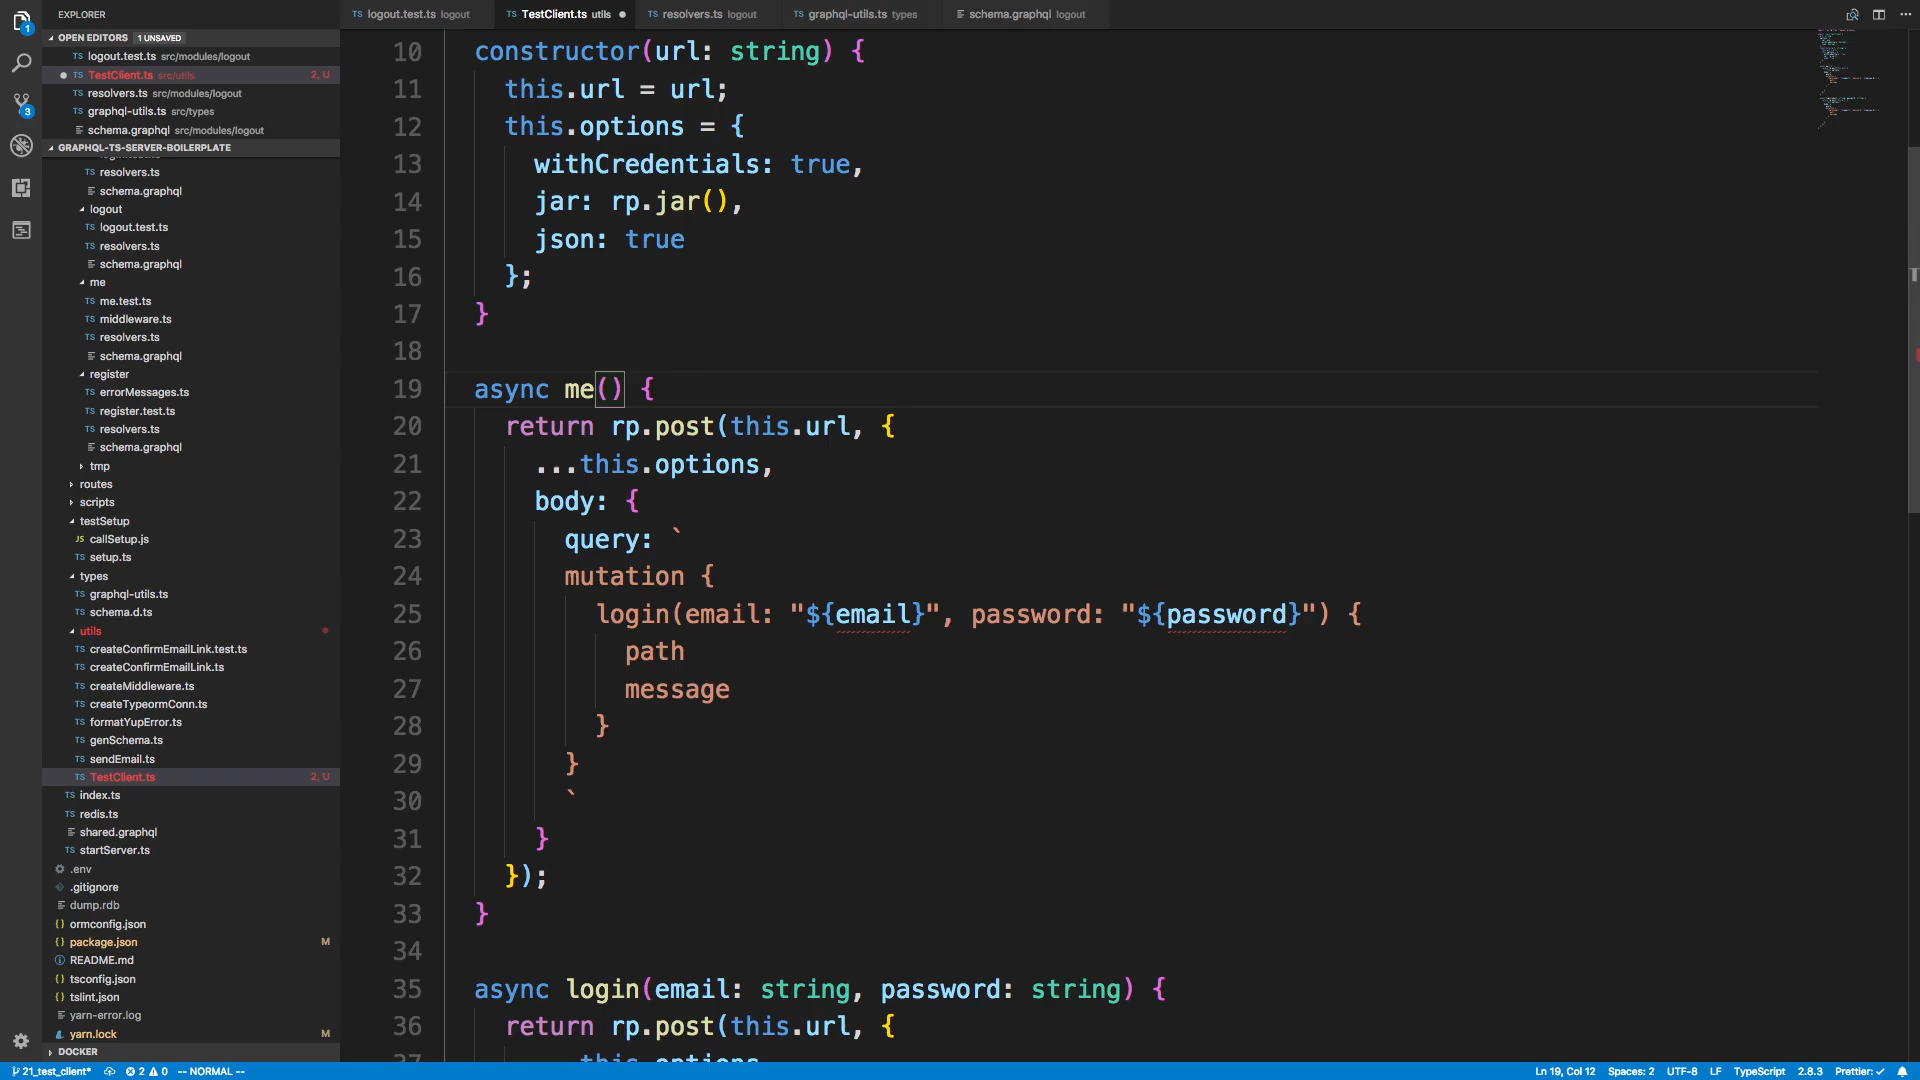 EXPLORER
logout.test.ts logout
TestClient.ts utils
resolvers.ts logout
graphql-utils.ts types
schema.graphql logout
OPEN EDITORS 1 UNSAVED
TS logout.test.ts src/modules/logout
TS TestClient.ts src/utils 2, U
TS resolvers.ts src/modules/logout
TS graphql-utils.ts src/types
schema.graphql src/modules/logout
GRAPHQL-TS-SERVER-BOILERPLATE
TS resolvers.ts
schema.graphql
logout
TS logout.test.ts
TS resolvers.ts
schema.graphql
me
TS me.test.ts
TS middleware.ts
TS resolvers.ts
schema.graphql
register
TS errorMessages.ts
TS register.test.ts
TS resolvers.ts
schema.graphql
tmp
routes
scripts
testSetup
JS callSetup.js
TS setup.ts
types
TS graphql-utils.ts
TS schema.d.ts
utils
TS createConfirmEmailLink.test.ts
TS createConfirmEmailLink.ts
TS createMiddleware.ts
TS createTypeormConn.ts
TS formatYupError.ts
TS genSchema.ts
TS sendEmail.ts
TS TestClient.ts 2, U
TS index.ts
TS redis.ts
shared.graphql
TS startServer.ts
.env
.gitignore
dump.rdb
{} ormconfig.json
{} package.json M
README.md
{} tsconfig.json
{} tslint.json
yarn-error.log
yarn.lock M
DOCKER
10 constructor(url: string) {
11 this.url = url;
12 this.options = {
13 withCredentials: true,
14 jar: rp.jar(),
15 json: true
16 };
17 }
18
19 async me() {
20 return rp.post(this.url, {
21 ...this.options,
22 body: {
23 query: `
24 mutation {
25 login(email: "${email}", password: "${password}") {
26 path
27 message
28 }
29 }
30 `
31 }
32 });
33 }
34
35 async login(email: string, password: string) {
36 return rp.post(this.url, {
37 ...this.options,
21_test_client* 2 0 -- NORMAL -- Ln 19, Col 12 Spaces: 2 UTF-8 LF TypeScript 2.8.3 Prettier: ✓